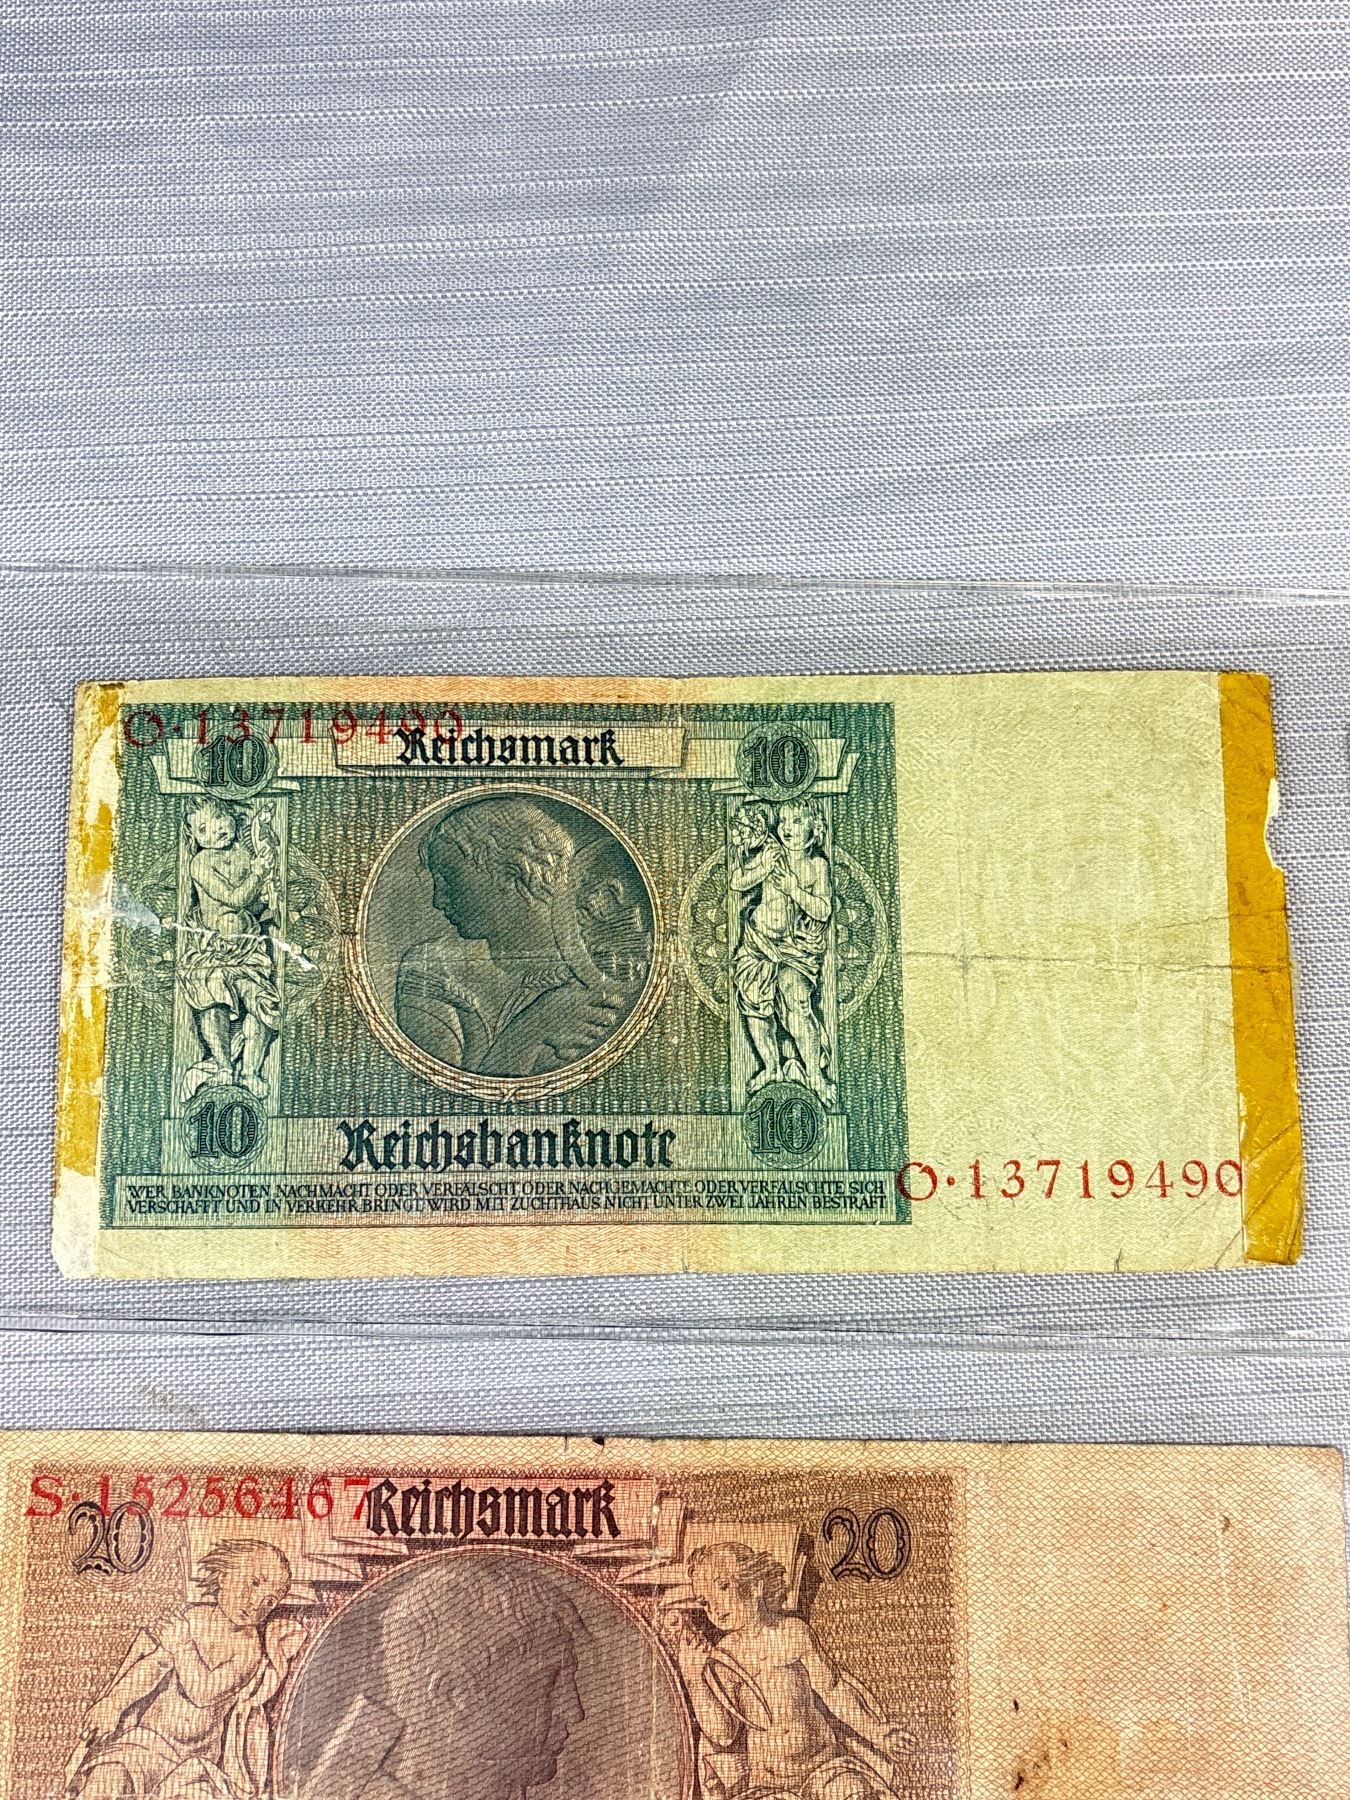 O·13719490
10 Reichsmark 10
10 Reichsbanknote 10
WER BANKNOTEN NACHMACHT ODER VERFÄLSCHT ODER NACHGEMACHTE ODER VERFÄLSCHTE SICH
VERSCHAFFT UND IN VERKEHR BRINGT, WIRD MIT ZUCHTHAUS NICHT UNTER ZWEI JAHREN BESTRAFT
O·13719490
S·15256467
20 Reichsmark 20